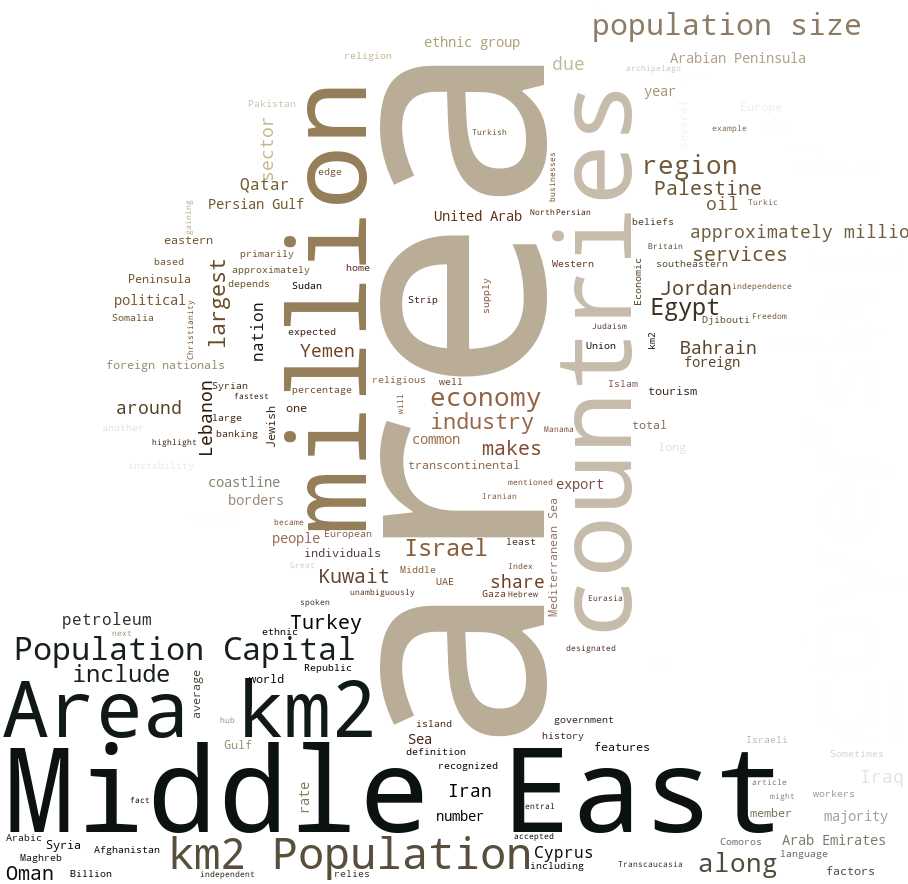 population size
ethnic group
religion
due
Arabian Peninsula
archipelago
year
Pakistan
several
Europe
example
Turkish
sector
million
area
countries
edge
businesses
region
Qatar
Palestine
Persian Gulf
oil
Turkic
gaining
United Arab
North
Persian
beliefs
approximately millio
eastern
Britain
primarily
services
based
approximately
home
Western
southeastern
Peninsula
depends
Sudan
supply
Economic
Jordan
independence
political
largest
Strip
Egypt
Somalia
Christianity
nation
expected
Judaism
Djibouti
Freedom
km2
Yemen
Union
Bahrain
foreign nationals
foreign
religious
well
Islam
Syrian
percentage
tourism
fastest
economy
around
Lebanon
large
Jewish
one
will
industry
another
banking
common
Manama
total
highlight
makes
long
instability
transcontinental
coastline
mentioned
export
borders
Iranian
became
Mediterranean Sea
people
European
Israel
least
individuals
Great
Middle
Index
Kuwait
UAE
share
unambiguously
Gaza
Hebrew
spoken
Eurasia
petroleum
Turkey
next
ethnic
Population
Capital
designated
include
Republic
world
average
Area km2
hub
island
government
Sea
history
Gulf
definition
features
Israeli
recognized
Sometimes
Middle East
Iran
article
Iraq
fact
rate
central
might
workers
number
member
majority
Arabic
accepted
Syria
km2 Population
Comoros
Arab Emirates
Maghreb
Afghanistan
Cyprus
language
Oman
Billion
independent
relies
including
Transcaucasia
along
factors